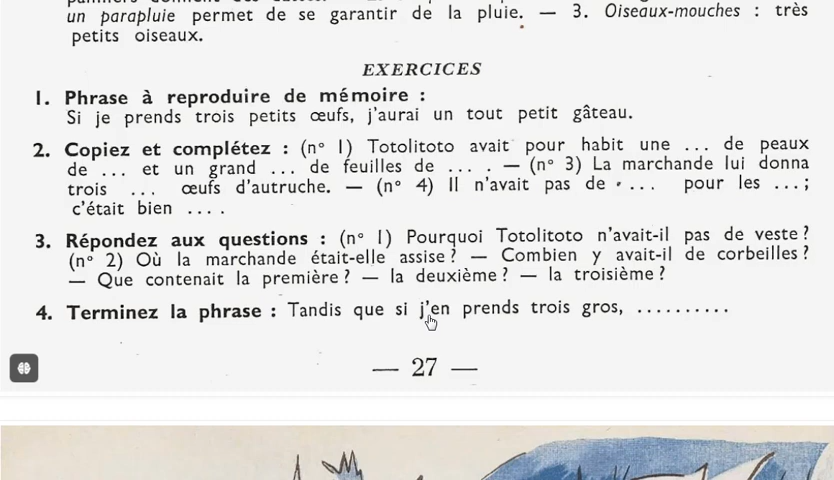 un parapluie permet de se garantir de la pluie. — 3. Oiseaux-mouches : très
petits oiseaux.
EXERCICES
1. Phrase à reproduire de mémoire :
Si je prends trois petits œufs, j'aurai un tout petit gâteau.
2. Copiez et complétez : (n° 1) Totolitoto avait pour habit une ... de peaux
de ... et un grand ... de feuilles de ... . — (n° 3) La marchande lui donna
trois ... œufs d'autruche. — (n° 4) Il n'avait pas de ... pour les ... ;
c'était bien ... .
3. Répondez aux questions : (n° 1) Pourquoi Totolitoto n'avait-il pas de veste ?
(n° 2) Où la marchande était-elle assise ? — Combien y avait-il de corbeilles ?
— Que contenait la première ? — la deuxième ? — la troisième ?
4. Terminez la phrase : Tandis que si j'en prends trois gros, ..........
— 27 —